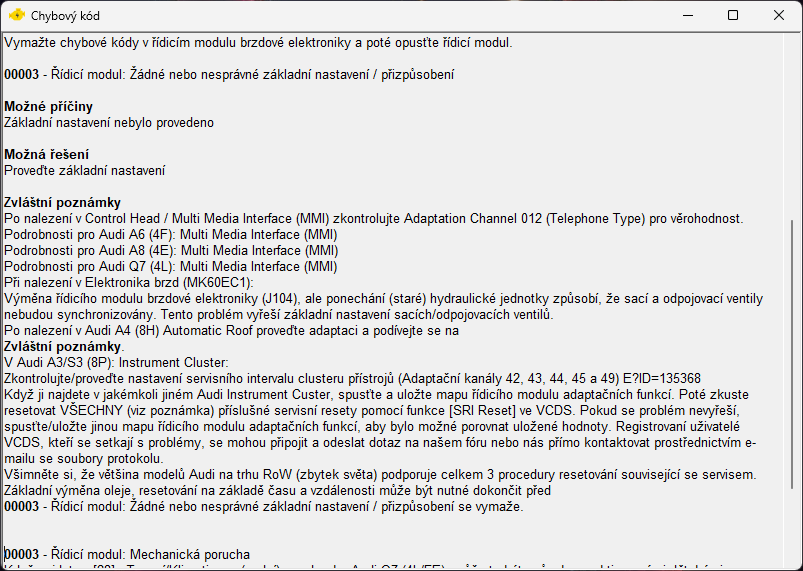 Chybový kód
Vymažte chybové kódy v řídicím modulu brzdové elektroniky a poté opusťte řídicí modul.
00003 - Řídicí modul: Žádné nebo nesprávné základní nastavení / přizpůsobení
Možné příčiny
Základní nastavení nebylo provedeno
Možná řešení
Proveďte základní nastavení
Zvláštní poznámky
Po nalezení v Control Head / Multi Media Interface (MMI) zkontrolujte Adaptation Channel 012 (Telephone Type) pro věrohodnost.
Podrobnosti pro Audi A6 (4F): Multi Media Interface (MMI)
Podrobnosti pro Audi A8 (4E): Multi Media Interface (MMI)
Podrobnosti pro Audi Q7 (4L): Multi Media Interface (MMI)
Při nalezení v Elektronika brzd (MK60EC1):
Výměna řídicího modulu brzdové elektroniky (J104), ale ponechání (staré) hydraulické jednotky způsobí, že sací a odpojovací ventily
nebudou synchronizovány. Tento problém vyřeší základní nastavení sacích/odpojovacích ventilů.
Po nalezení v Audi A4 (8H) Automatic Roof proveďte adaptaci a podívejte se na
Zvláštní poznámky.
V Audi A3/S3 (8P): Instrument Cluster:
Zkontrolujte/proveďte nastavení servisního intervalu clusteru přístrojů (Adaptační kanály 42, 43, 44, 45 a 49) E?ID=135368
Když ji najdete v jakémkoli jiném Audi Instrument Custer, spusťte a uložte mapu řídicího modulu adaptačních funkcí. Poté zkuste
resetovat VŠECHNY (viz poznámka) příslušné servisní resety pomocí funkce [SRI Reset] ve VCDS. Pokud se problém nevyřeší,
spusťte/uložte jinou mapu řídicího modulu adaptačních funkcí, aby bylo možné porovnat uložené hodnoty. Registrovaní uživatelé
VCDS, kteří se setkají s problémy, se mohou připojit a odeslat dotaz na našem fóru nebo nás přímo kontaktovat prostřednictvím e-
mailu se soubory protokolu.
Všimněte si, že většina modelů Audi na trhu RoW (zbytek světa) podporuje celkem 3 procedury resetování související se servisem.
Základní výměna oleje, resetování na základě času a vzdálenosti může být nutné dokončit před
00003 - Řídicí modul: Žádné nebo nesprávné základní nastavení / přizpůsobení se vymaže.
00003 - Řídicí modul: Mechanická porucha